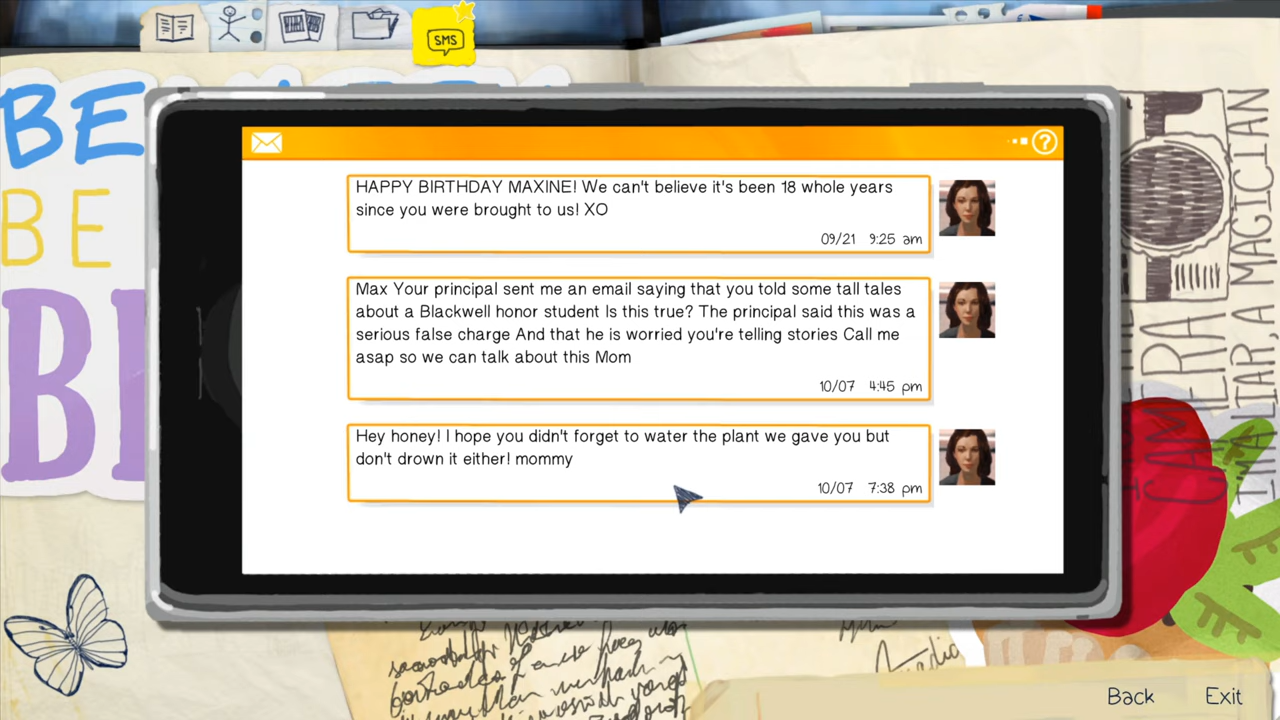 SMS
BE
BE
HAPPY BIRTHDAY MAXINE! We can't believe it's been 18 whole years
since you were brought to us! XO
09/21 9:25 am
Max Your principal sent me an email saying that you told some tall tales
about a Blackwell honor student Is this true? The principal said this was a
serious false charge And that he is worried you're telling stories Call me
asap so we can talk about this Mom
10/07 4:45 pm
Hey honey! I hope you didn't forget to water the plant we gave you but
don't drown it either! mommy
10/07 7:38 pm
CAMERA
A MAGICIAN
Back
Exit